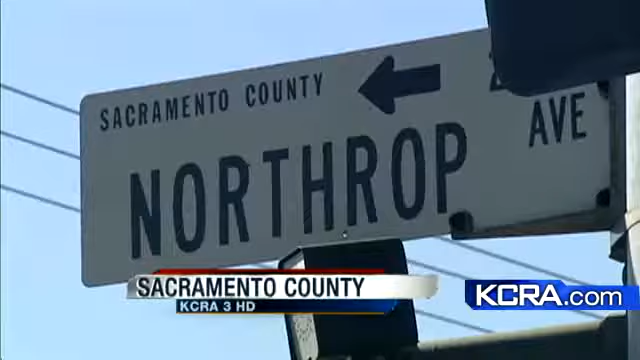 SACRAMENTO COUNTY
NORTHROP AVE
SACRAMENTO COUNTY
KCRA 3 HD
KCRA.com